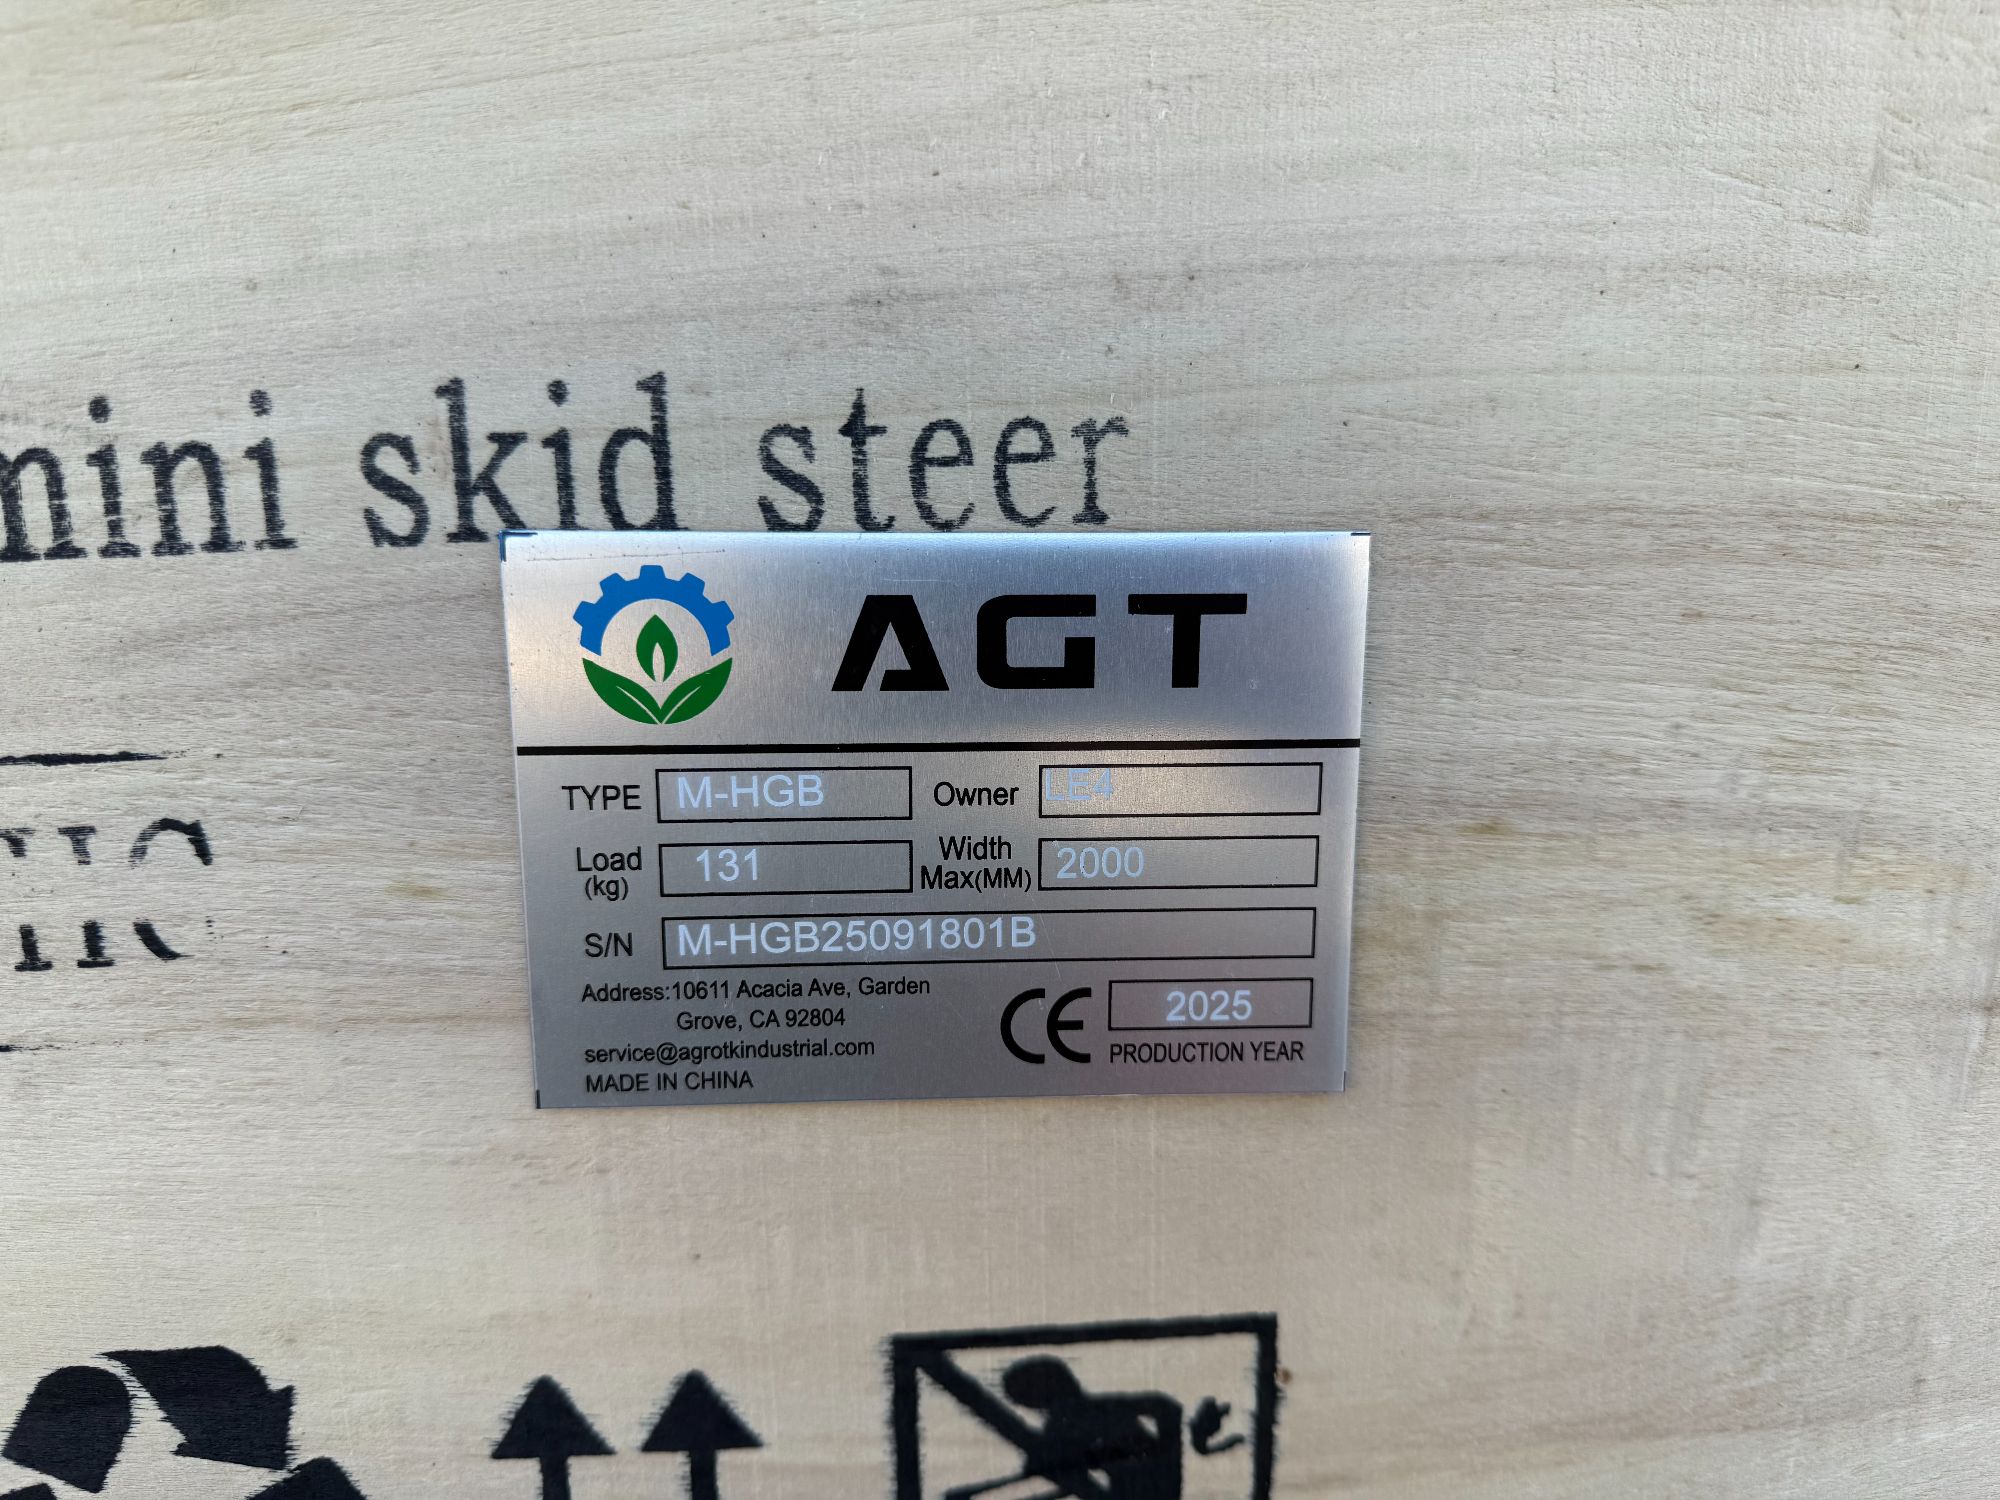 mini skid steer
AGT
TYPE M-HGB Owner LE4
Load (kg) 131 Width Max(MM) 2000
S/N M-HGB25091801B
Address:10611 Acacia Ave, Garden
Grove, CA 92804
service@agrotkindustrial.com
MADE IN CHINA
CE 2025
PRODUCTION YEAR